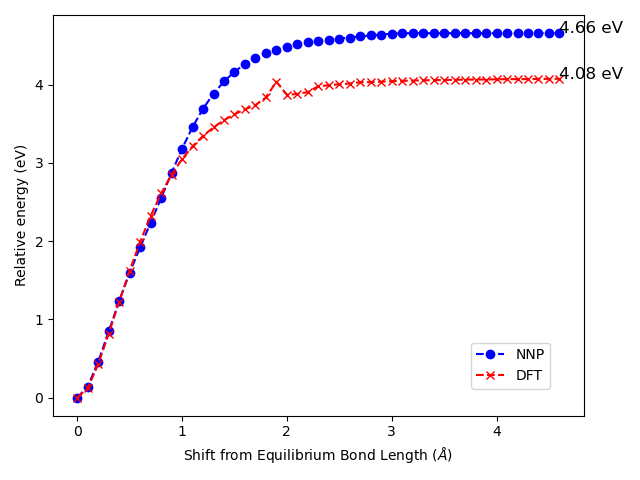 4.66 eV
4.08 eV
4
3
2
1
0
Relative energy (eV)
NNP
DFT
0 1 2 3 4
Shift from Equilibrium Bond Length (Å)